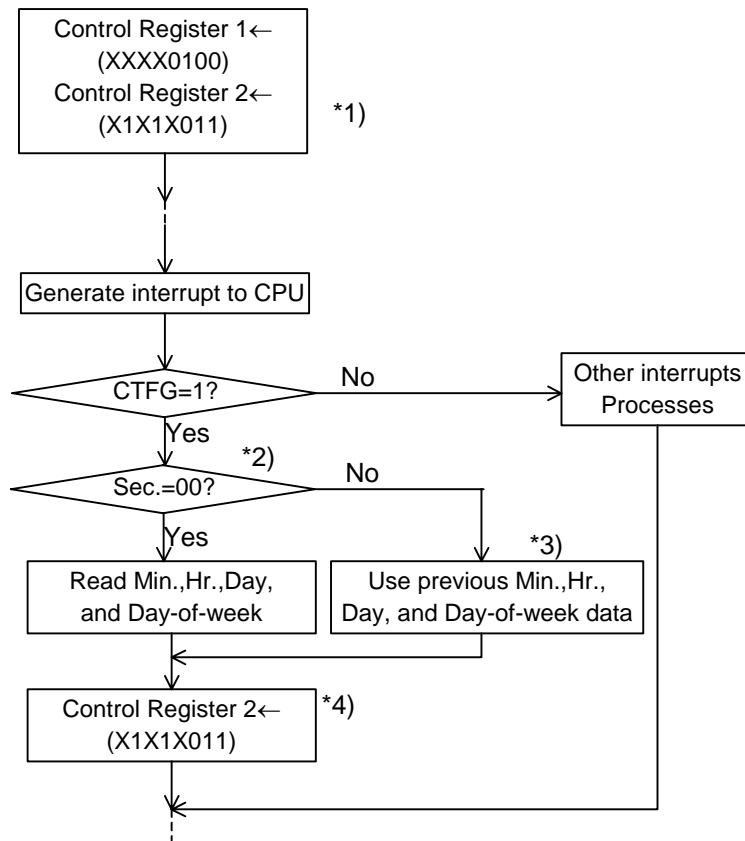 Control Register 1←
(XXXX0100)
Control Register 2←
(X1X1X011)
*1)
Generate interrupt to CPU
CTFG=1?
No
Other interrupts
Processes
Yes
*2)
Sec.=00?
No
Yes
*3)
Read Min.,Hr.,Day,
and Day-of-week
Use previous Min.,Hr.,
Day, and Day-of-week data
Control Register 2←
(X1X1X011)
*4)